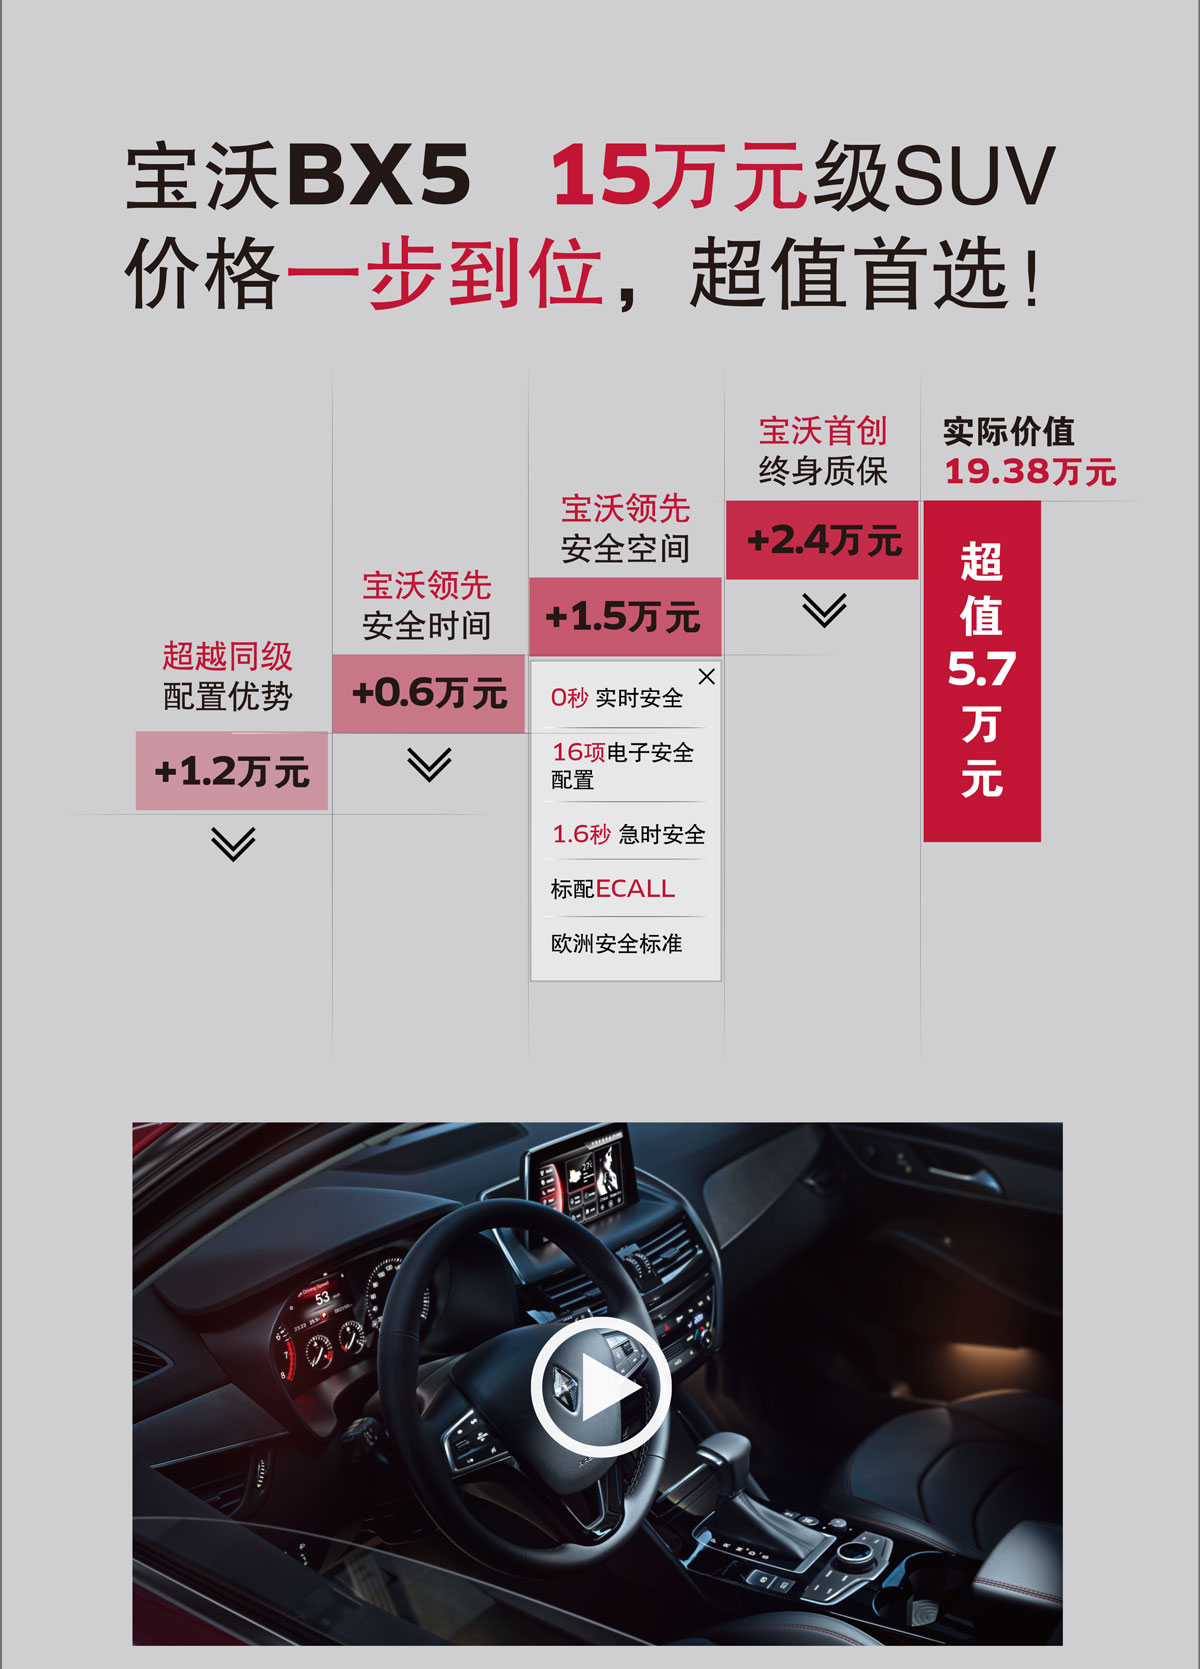 宝沃BX5 15万元级SUV
价格一步到位，超值首选！
超越同级
配置优势
+1.2万元
宝沃领先
安全时间
+0.6万元
宝沃领先
安全空间
+1.5万元
0秒 实时安全
16项电子安全
配置
1.6秒 急时安全
标配ECALL
欧洲安全标准
宝沃首创
终身质保
+2.4万元
实际价值
19.38万元
超
值
5.7
万
元
27
53